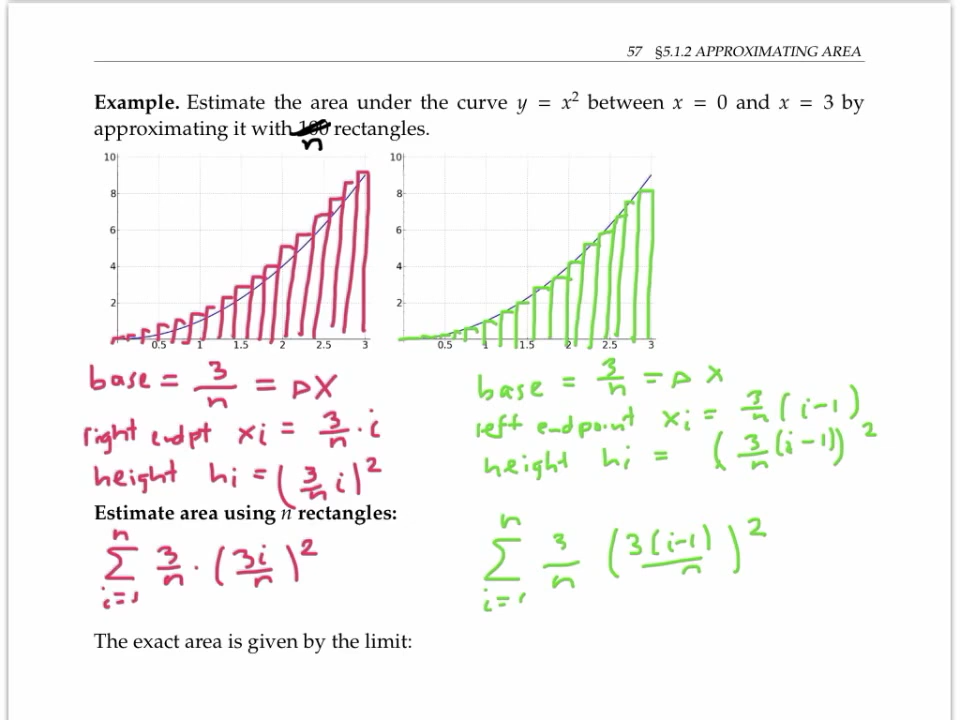 57 §5.1.2 APPROXIMATING AREA
Example. Estimate the area under the curve y = x² between x = 0 and x = 3 by
approximating it with rectangles.
n
10
8
6
4
2
0.5 1 1.5 2 2.5 3
10
8
6
4
2
0.5 1 1.5 2 2.5 3
base = 3/n = ΔX
right endpt xi = 3/n · i
height hi = (3/n i)²
base = 3/n = Δ x
left endpoint xi = 3/n (i-1)
height hi = (3/n (i-1))²
Estimate area using n rectangles:
n ∑ i=1 3/n · (3i/n)²
n ∑ i=1 3/n (3(i-1)/n)²
The exact area is given by the limit: